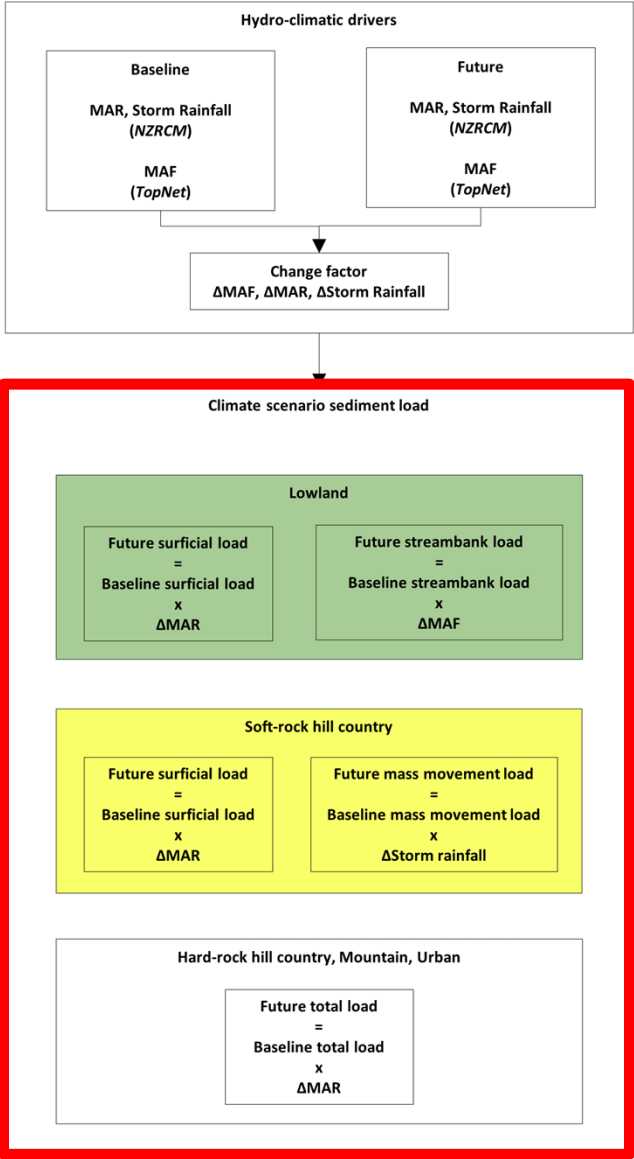 Hydro-climatic drivers
Baseline
MAR, Storm Rainfall
(NZRCM)
MAF
(TopNet)
Future
MAR, Storm Rainfall
(NZRCM)
MAF
(TopNet)
Change factor
ΔMAF, ΔMAR, ΔStorm Rainfall
Climate scenario sediment load
Lowland
Future surficial load
=
Baseline surficial load
x
ΔMAR
Future streambank load
=
Baseline streambank load
x
ΔMAF
Soft-rock hill country
Future surficial load
=
Baseline surficial load
x
ΔMAR
Future mass movement load
=
Baseline mass movement load
x
ΔStorm rainfall
Hard-rock hill country, Mountain, Urban
Future total load
=
Baseline total load
x
ΔMAR